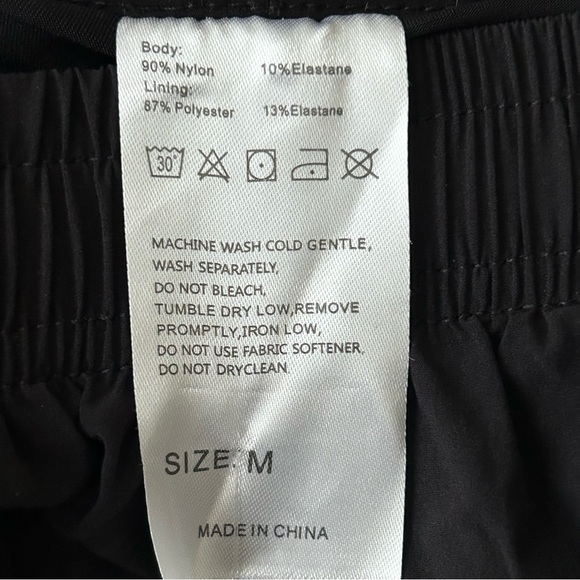 Body:
90% Nylon 10%Elastane
Lining:
87% Polyester 13%Elastane
30°
MACHINE WASH COLD GENTLE,
WASH SEPARATELY,
DO NOT BLEACH,
TUMBLE DRY LOW,REMOVE
PROMPTLY,IRON LOW,
DO NOT USE FABRIC SOFTENER,
DO NOT DRYCLEAN.
SIZE: M
MADE IN CHINA